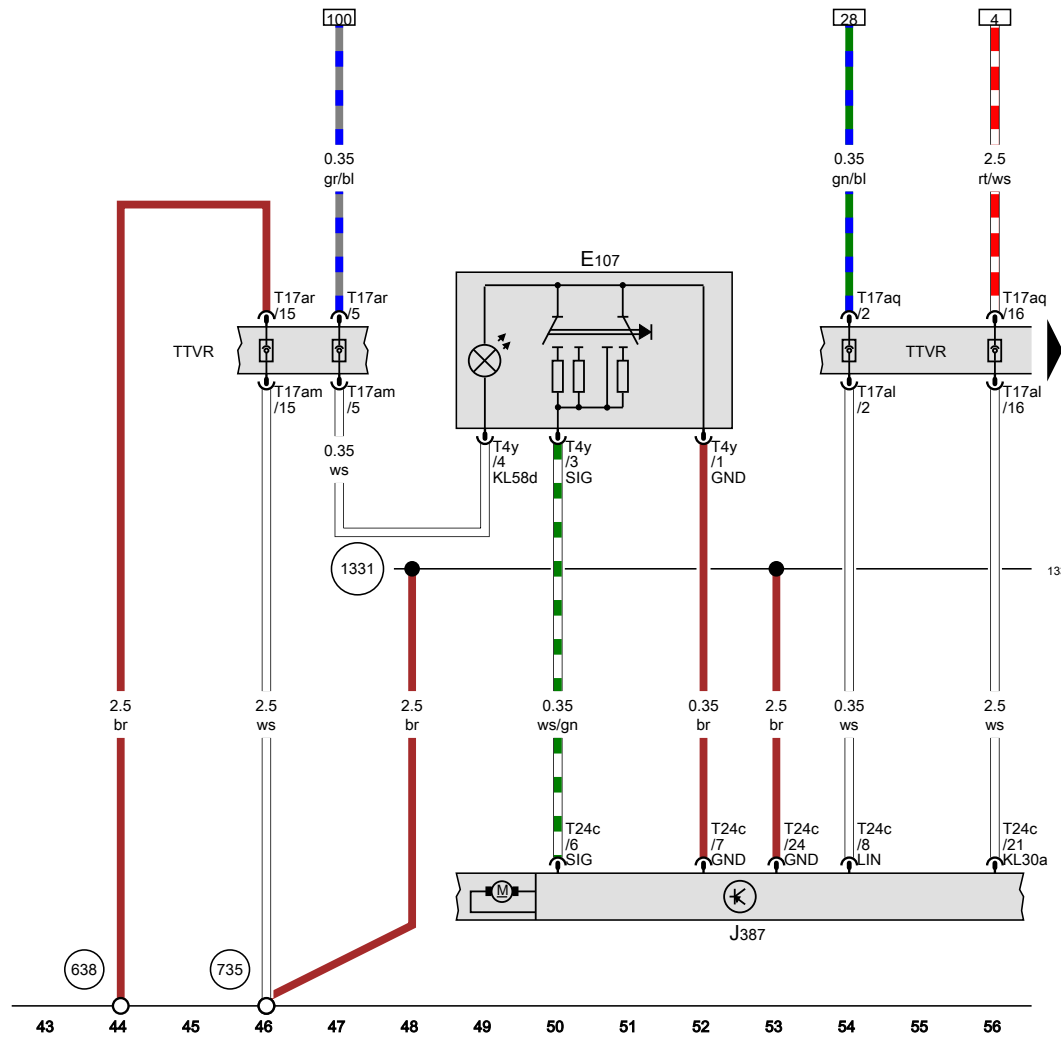 100
28
4
0.35
gr/bl
0.35
gn/bl
2.5
rt/ws
E107
T17ar
/15
T17ar
/5
T17aq
/2
T17aq
/16
TTVR
TTVR
T17am
/15
T17am
/5
T17al
/2
T17al
/16
0.35
ws
T4y
/4
KL58d
T4y
/3
SIG
T4y
/1
GND
1331
2.5
br
2.5
ws
2.5
br
0.35
ws/gn
0.35
br
2.5
br
0.35
ws
2.5
ws
T24c
/6
SIG
T24c
/7
GND
T24c
/24
GND
T24c
/8
LIN
T24c
/21
KL30a
M
J387
638
735
43 44 45 46 47 48 49 50 51 52 53 54 55 56